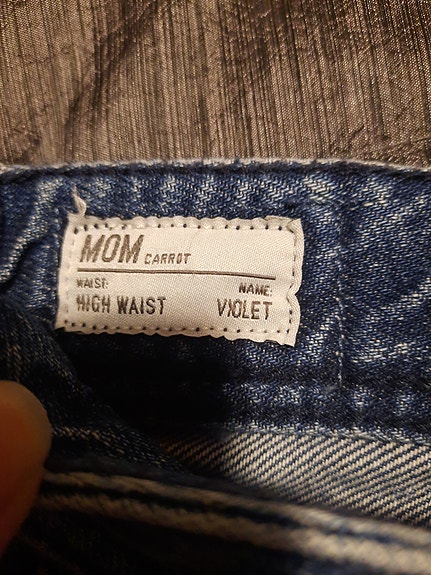 MOM CARROT
WAIST: NAME:
HIGH WAIST VIOLET